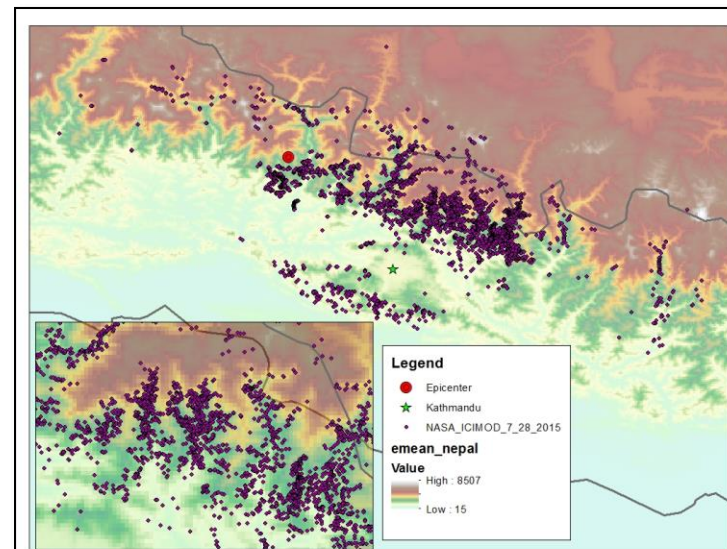 Legend
Epicenter
Kathmandu
NASA_ICIMOD_7_28_2015
emean_nepal
Value
High : 8507
Low : 15